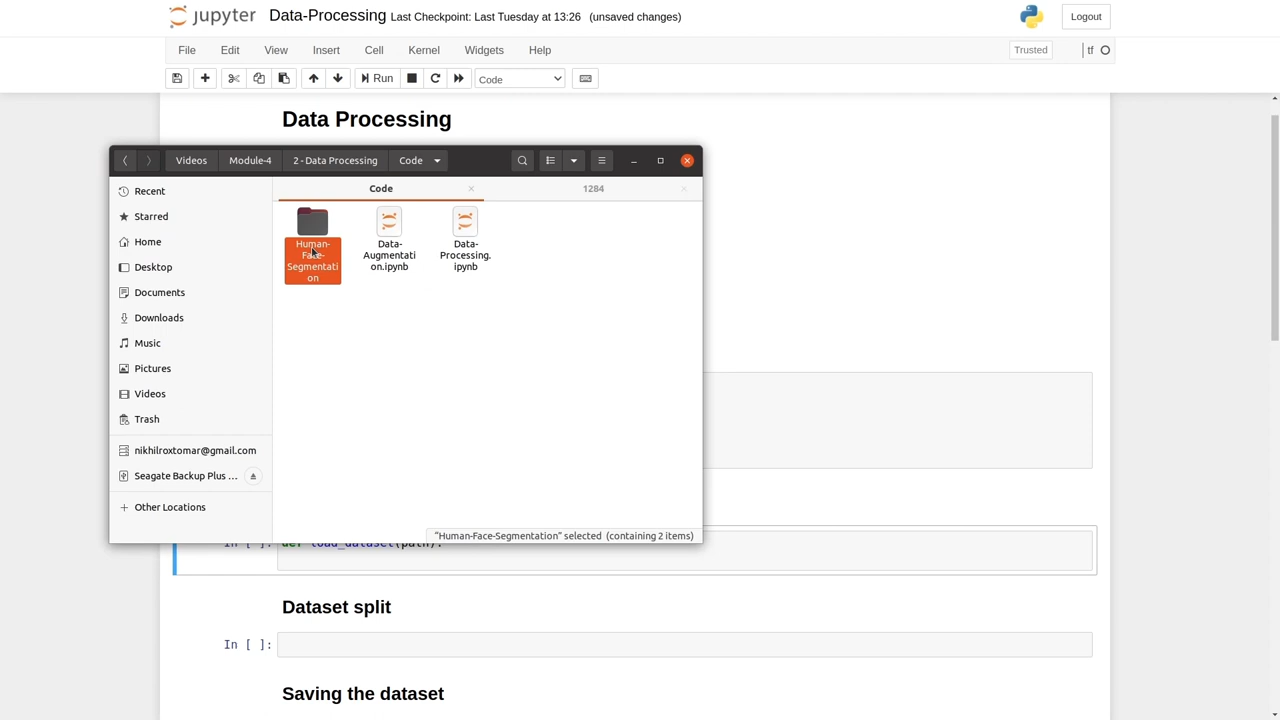 jupyter Data-Processing Last Checkpoint: Last Tuesday at 13:26 (unsaved changes) Logout
File Edit View Insert Cell Kernel Widgets Help Trusted tf
Run Code
Data Processing
Videos Module-4 2 - Data Processing Code
Code 1284
Recent
Starred
Home
Desktop
Documents
Downloads
Music
Pictures
Videos
Trash
nikhilroxtomar@gmail.com
Seagate Backup Plus ...
Other Locations
Human-
Face-
Segmentati
on
Data-
Augmentati
on.ipynb
Data-
Processing.
ipynb
"Human-Face-Segmentation" selected (containing 2 items)
In [ ]: def load_dataset(path):
Dataset split
In [ ]:
Saving the dataset